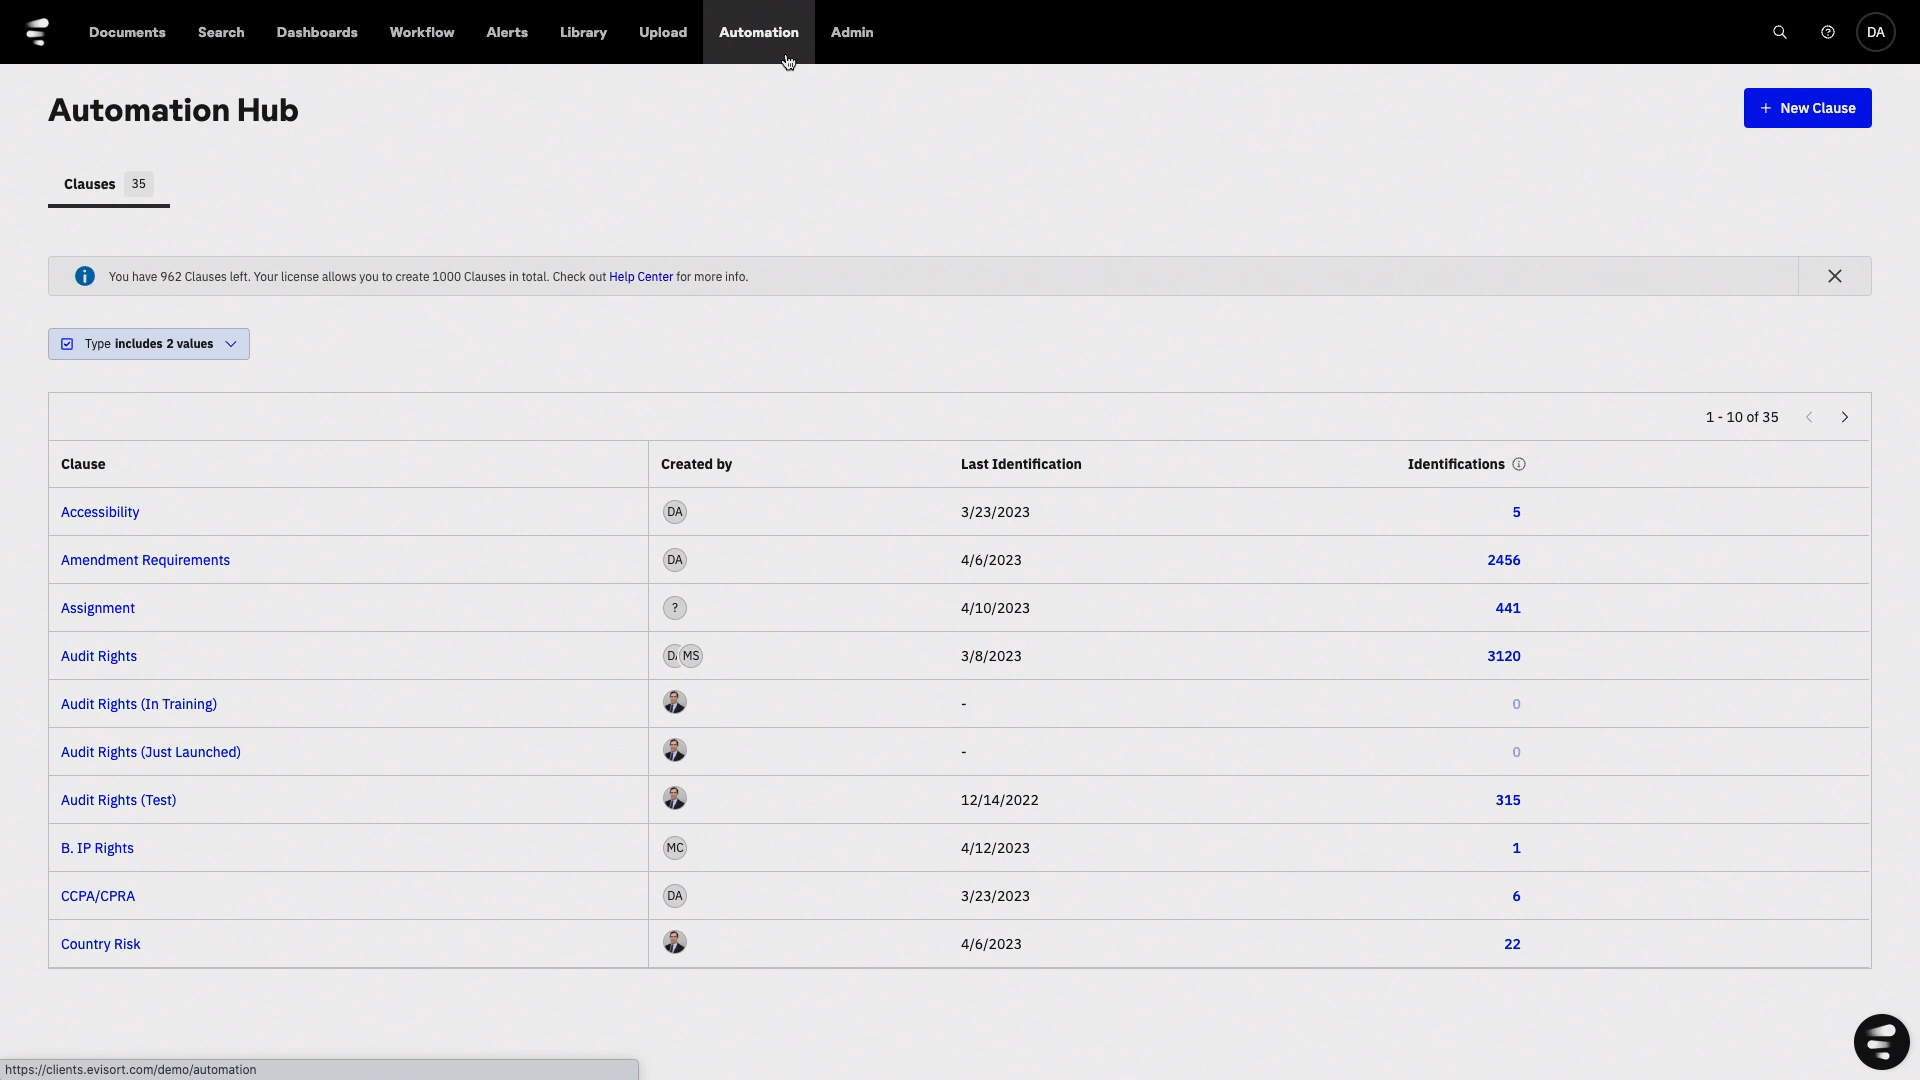 Documents Search Dashboards Workflow Alerts Library Upload Automation Admin DA
Automation Hub
+ New Clause
Clauses 35
You have 962 Clauses left. Your license allows you to create 1000 Clauses in total. Check out Help Center for more info.
Type includes 2 values
1 - 10 of 35
Clause Created by Last Identification Identifications
Accessibility DA 3/23/2023 5
Amendment Requirements DA 4/6/2023 2456
Assignment ? 4/10/2023 441
Audit Rights DA MS 3/8/2023 3120
Audit Rights (In Training) - 0
Audit Rights (Just Launched) - 0
Audit Rights (Test) 12/14/2022 315
B. IP Rights MC 4/12/2023 1
CCPA/CPRA DA 3/23/2023 6
Country Risk 4/6/2023 22
https://clients.evisort.com/demo/automation